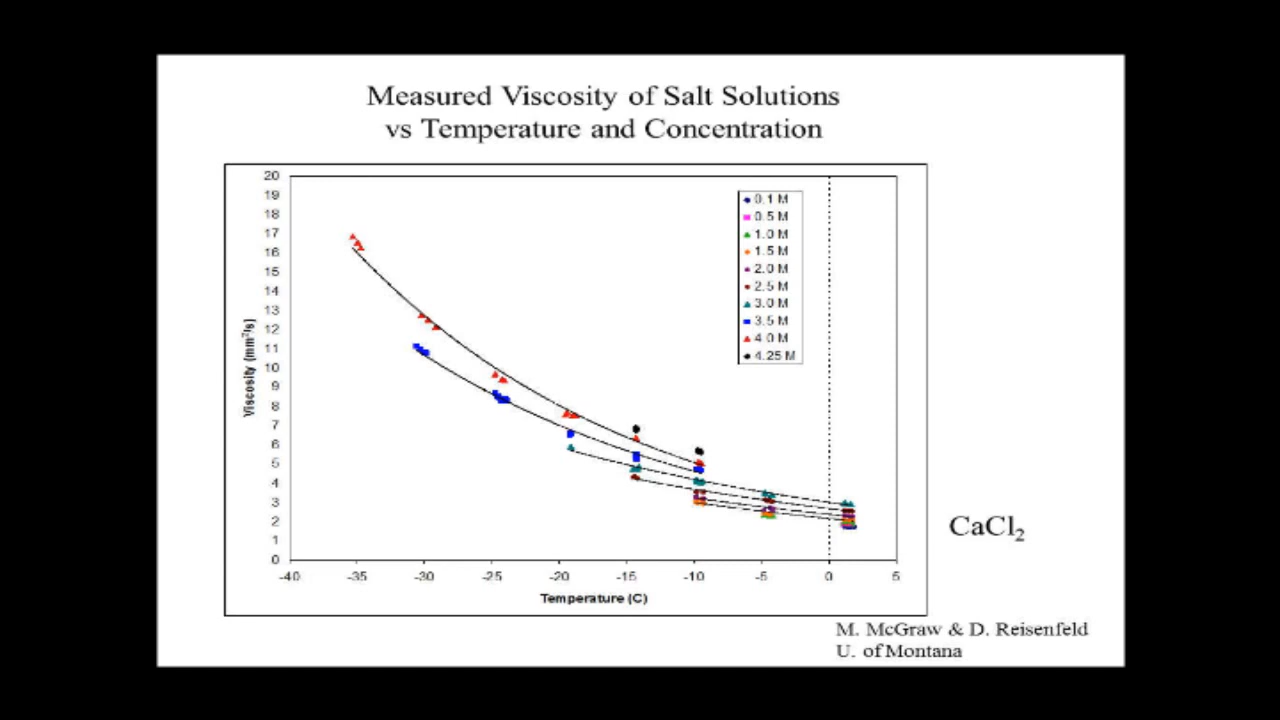 Measured Viscosity of Salt Solutions
vs Temperature and Concentration
20
19
18
17
16
15
14
13
12
11
10
9
8
7
6
5
4
3
2
1
0
Viscosity (mm²/s)
0.1 M
0.5 M
1.0 M
1.5 M
2.0 M
2.5 M
3.0 M
3.5 M
4.0 M
4.25 M
-40 -35 -30 -25 -20 -15 -10 -5 0 5
Temperature (C)
CaCl₂
M. McGraw & D. Reisenfeld
U. of Montana